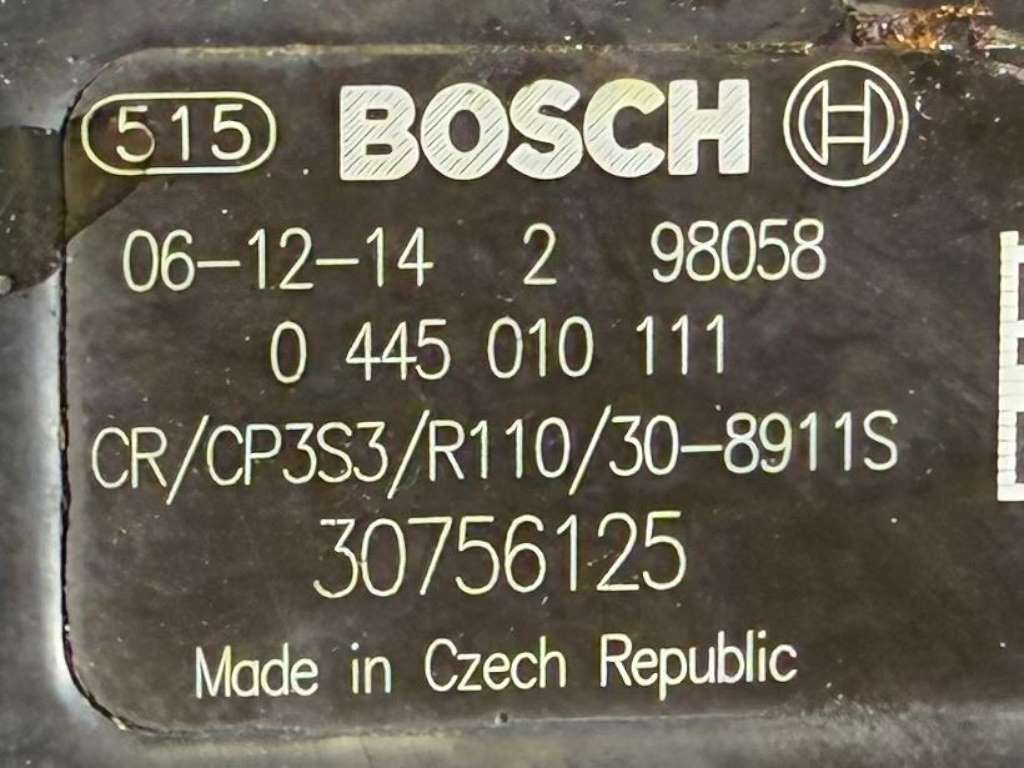 515 BOSCH
06-12-14 2 98058
0 445 010 111
CR/CP3S3/R110/30-8911S
30756125
Made in Czech Republic